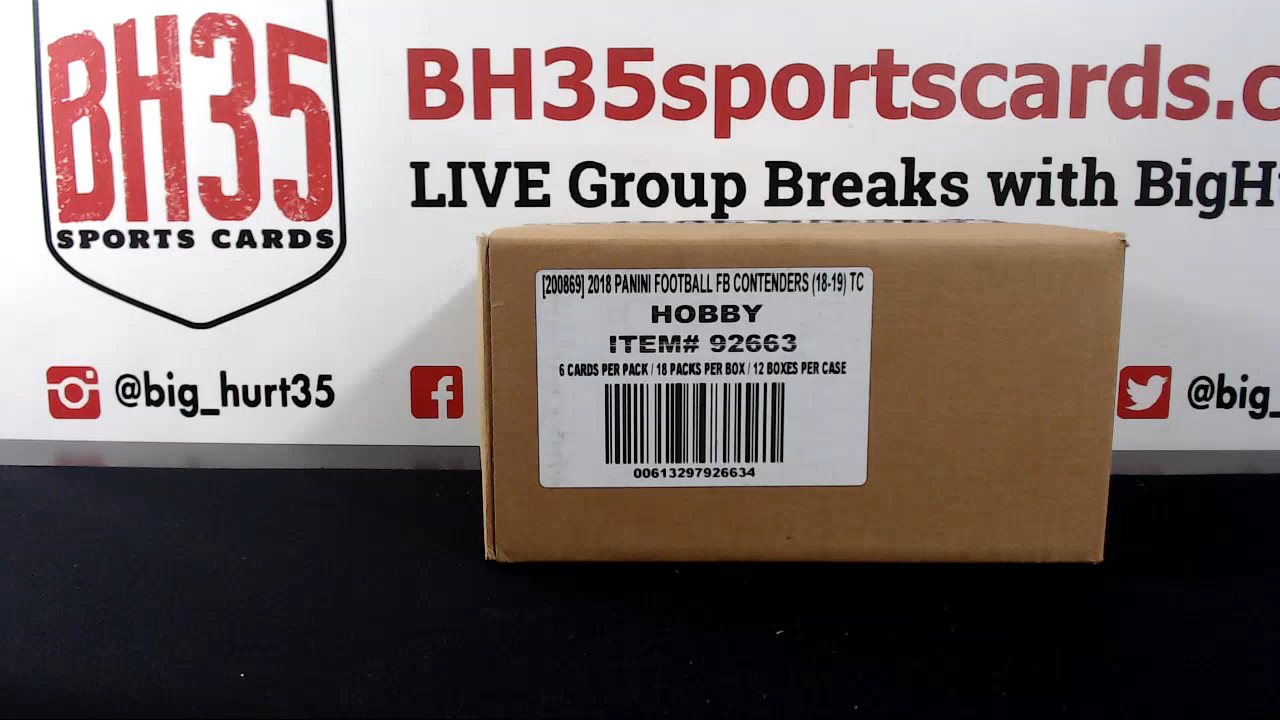 BH35
SPORTS CARDS
BH35sportscards.c
LIVE Group Breaks with BigH
@big_hurt35
@big_
[200869] 2018 PANINI FOOTBALL FB CONTENDERS (18-19) TC
HOBBY
ITEM# 92663
6 CARDS PER PACK / 18 PACKS PER BOX / 12 BOXES PER CASE
00613297926634